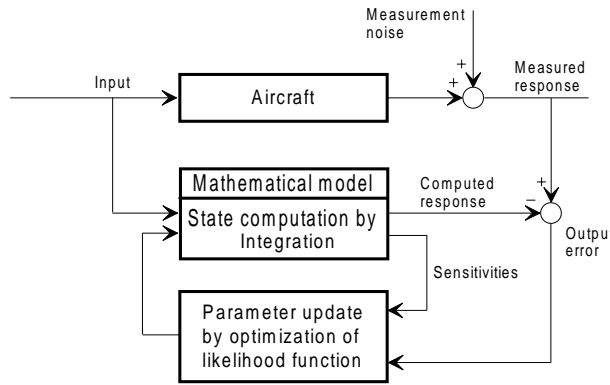 Measurement
noise
Input
+
+
Measured
response
Aircraft
+
Mathematical model
Computed
response
−
State computation by
Integration
Output
error
Sensitivities
Parameter update
by optimization of
likelihood function